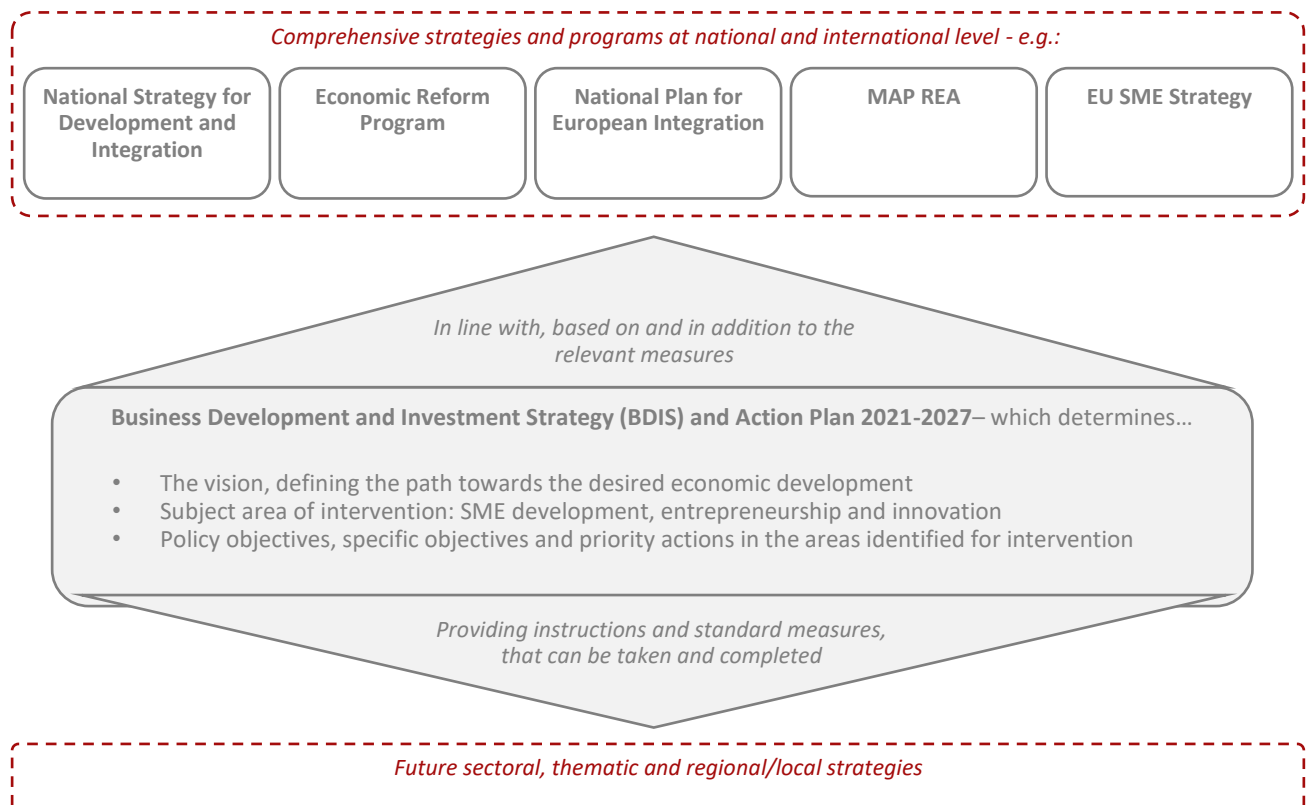 Comprehensive strategies and programs at national and international level - e.g.:
National Strategy for
Development and
Integration
Economic Reform
Program
National Plan for
European Integration
MAP REA
EU SME Strategy
In line with, based on and in addition to the
relevant measures
Business Development and Investment Strategy (BDIS) and Action Plan 2021-2027– which determines…
• The vision, defining the path towards the desired economic development
• Subject area of intervention: SME development, entrepreneurship and innovation
• Policy objectives, specific objectives and priority actions in the areas identified for intervention
Providing instructions and standard measures,
that can be taken and completed
Future sectoral, thematic and regional/local strategies